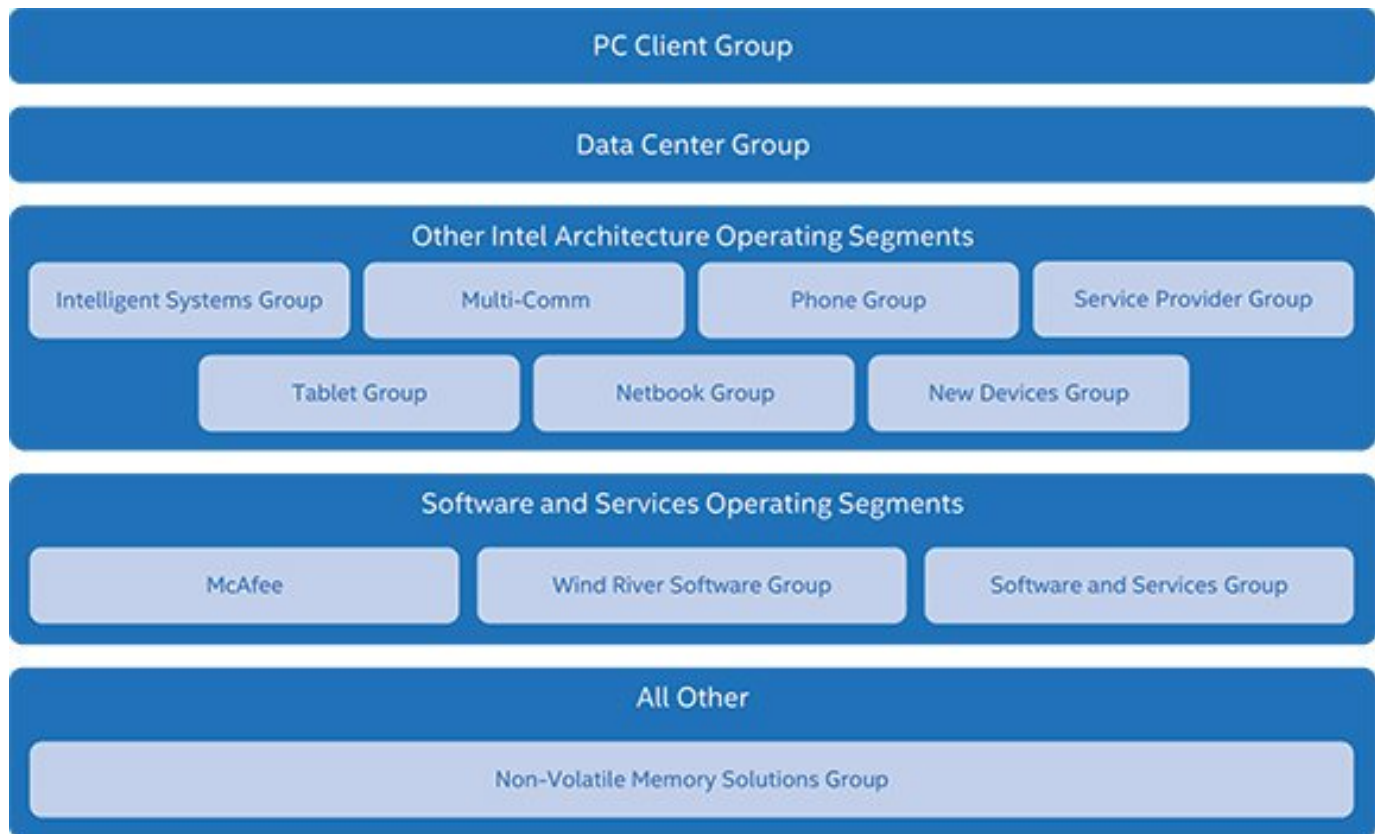 PC Client Group
Data Center Group
Other Intel Architecture Operating Segments
Intelligent Systems Group
Multi-Comm
Phone Group
Service Provider Group
Tablet Group
Netbook Group
New Devices Group
Software and Services Operating Segments
McAfee
Wind River Software Group
Software and Services Group
All Other
Non-Volatile Memory Solutions Group